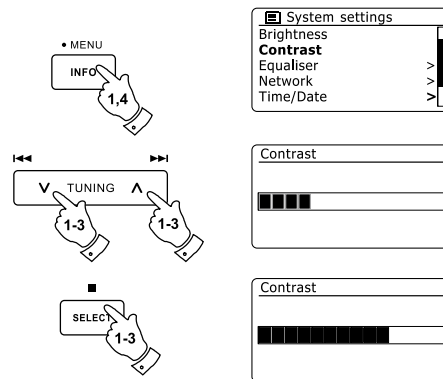 • MENU
INFO
1,4
TUNING
1-3
1-3
SELECT
1-3
System settings
Brightness
Contrast
Equaliser >
Network >
Time/Date >
Contrast
Contrast